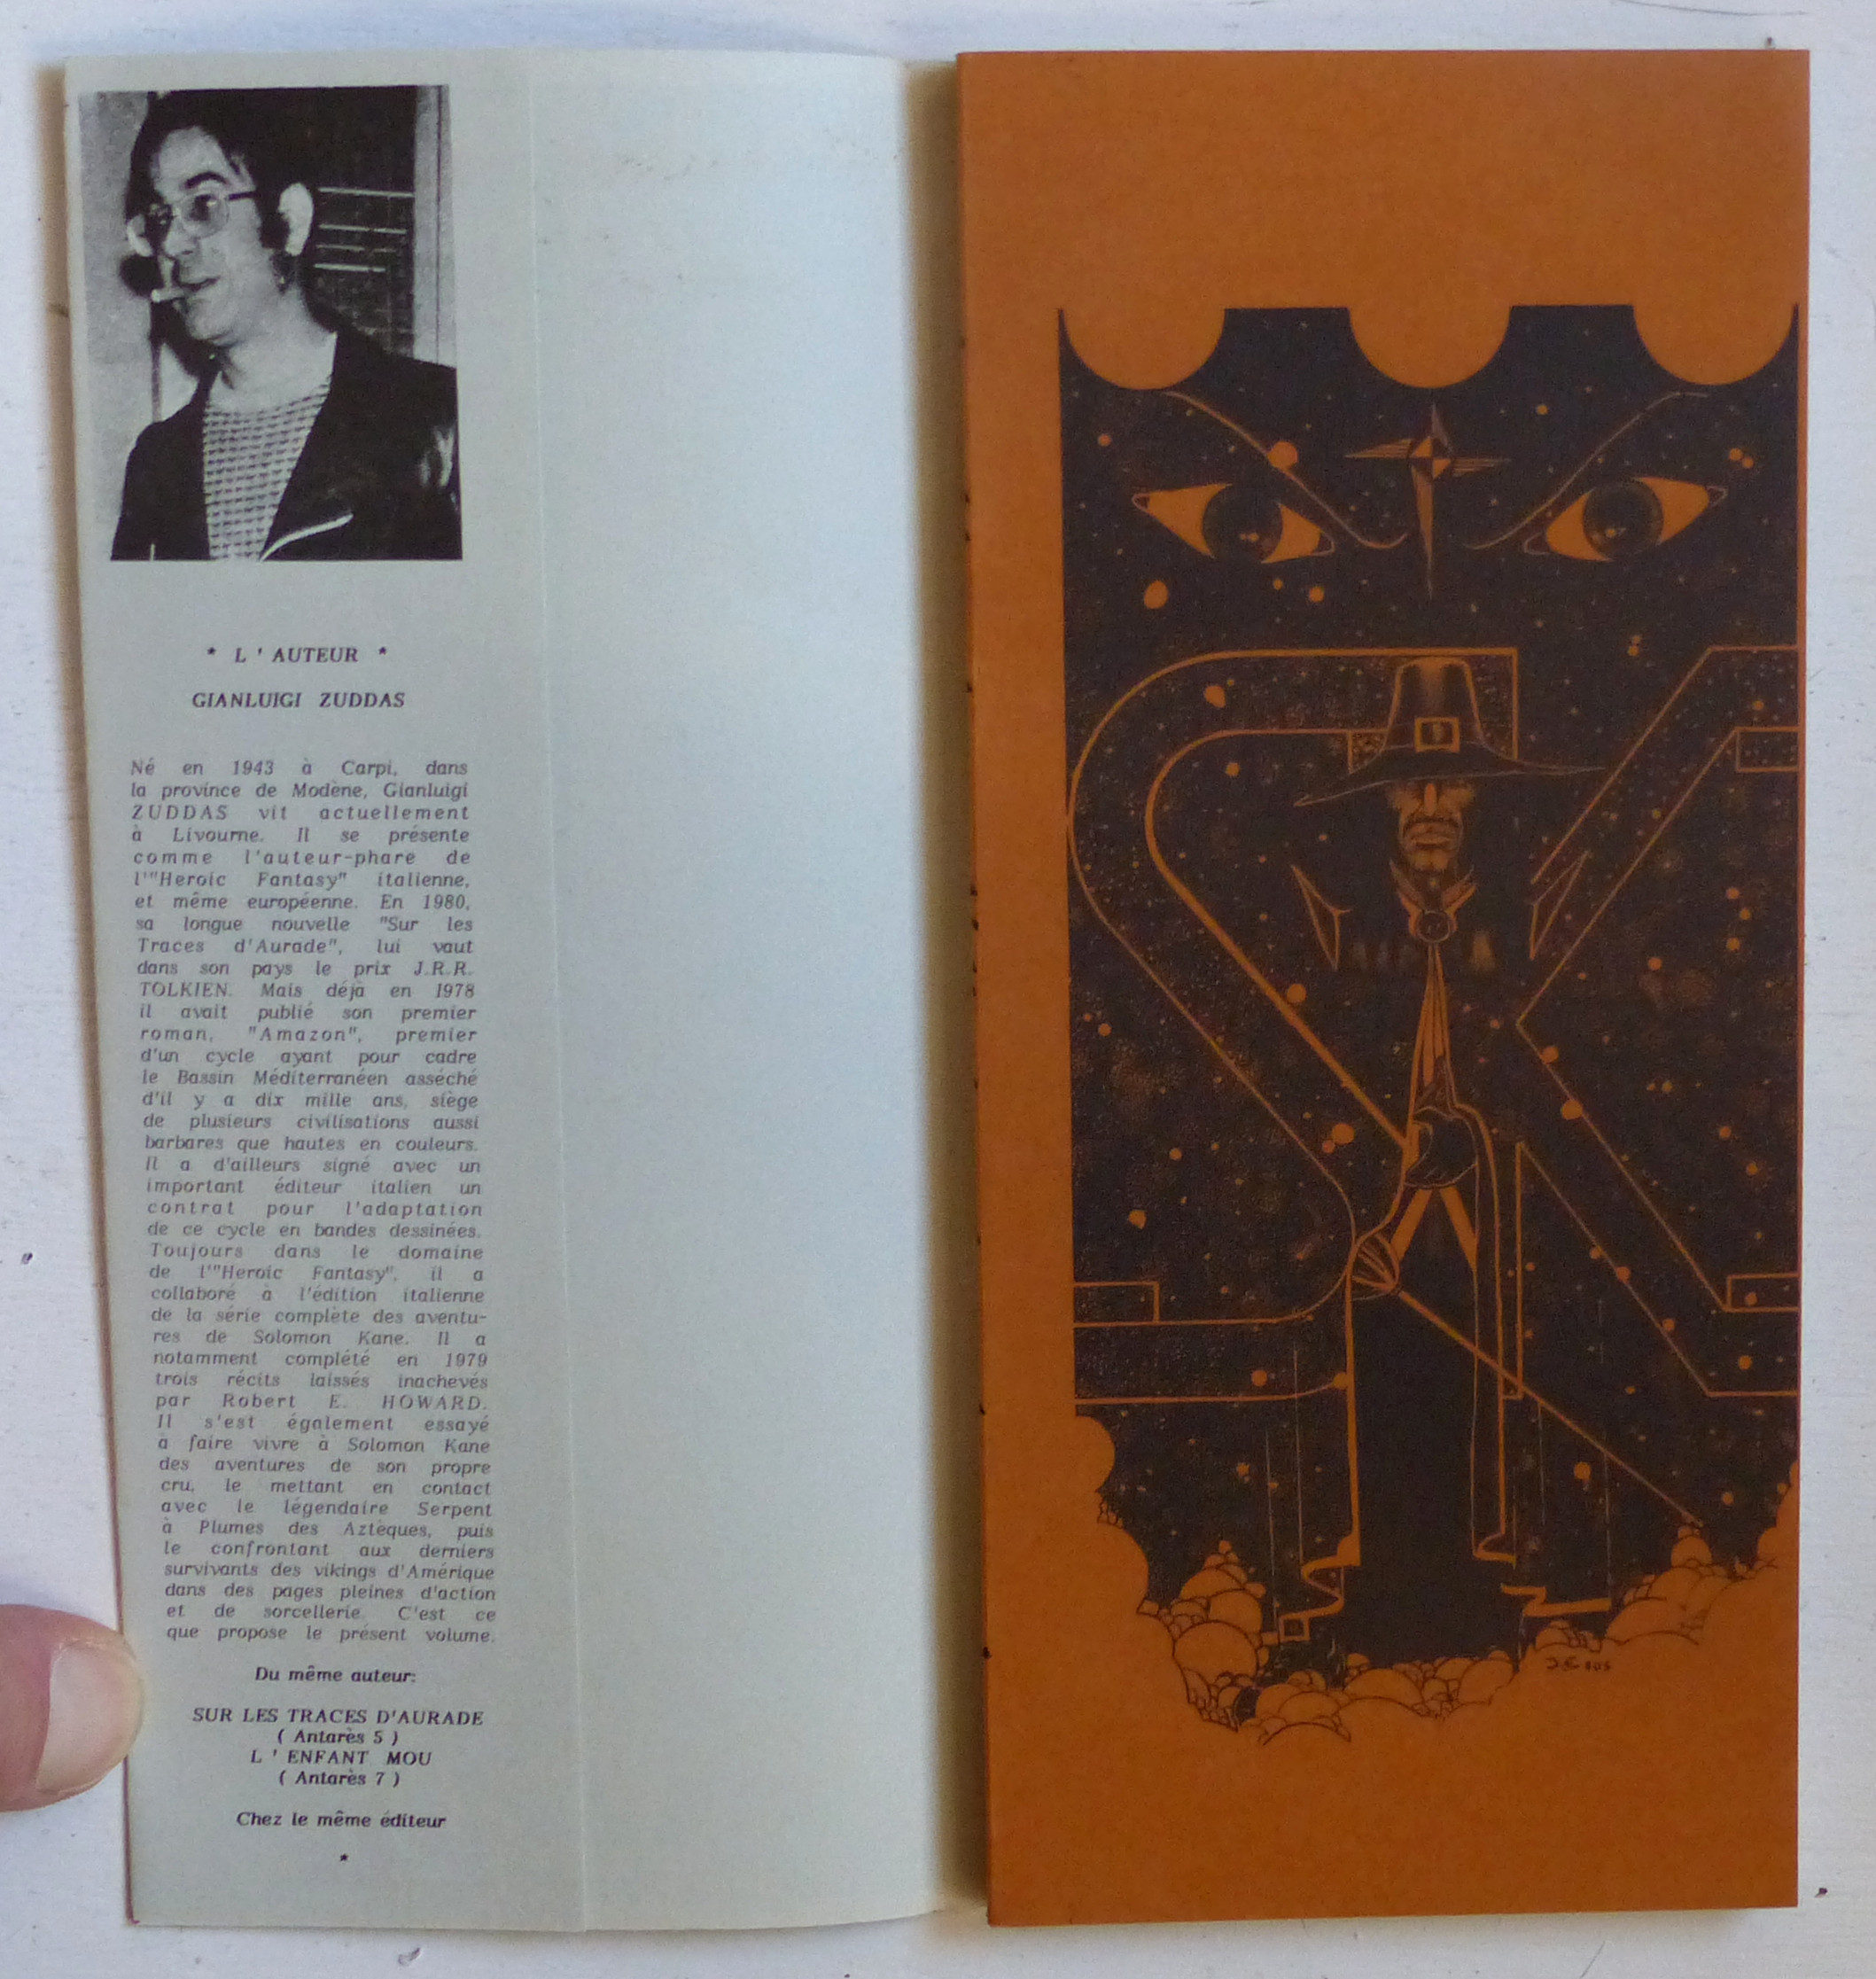 * L ' AUTEUR *
GIANLUIGI ZUDDAS
Né en 1943 à Carpi, dans
la province de Modène, Gianluigi
ZUDDAS vit actuellement
à Livourne. Il se présente
comme l'auteur-phare de
l'"Heroic Fantasy" italienne,
et même européenne. En 1980,
sa longue nouvelle "Sur les
Traces d'Aurade", lui vaut
dans son pays le prix J.R.R.
TOLKIEN. Mais déjà en 1978
il avait publié son premier
roman, "Amazon", premier
d'un cycle ayant pour cadre
le Bassin Méditerranéen asséché
d'il y a dix mille ans, siège
de plusieurs civilisations aussi
barbares que hautes en couleurs.
Il a d'ailleurs signé avec un
important éditeur italien un
contrat pour l'adaptation
de ce cycle en bandes dessinées.
Toujours dans le domaine
de l'"Heroic Fantasy", il a
collaboré à l'édition italienne
de la série complète des aventu-
res de Solomon Kane. Il a
notamment complété en 1979
trois récits laissés inachevés
par Robert E. HOWARD.
Il s'est également essayé
à faire vivre à Solomon Kane
des aventures de son propre
cru, le mettant en contact
avec le légendaire Serpent
à Plumes des Aztèques, puis
le confrontant aux derniers
survivants des vikings d'Amérique
dans des pages pleines d'action
et de sorcellerie. C'est ce
que propose le présent volume.
Du même auteur:
SUR LES TRACES D'AURADE
( Antarès 5 )
L ' ENFANT MOU
( Antarès 7 )
Chez le même éditeur
*
SK